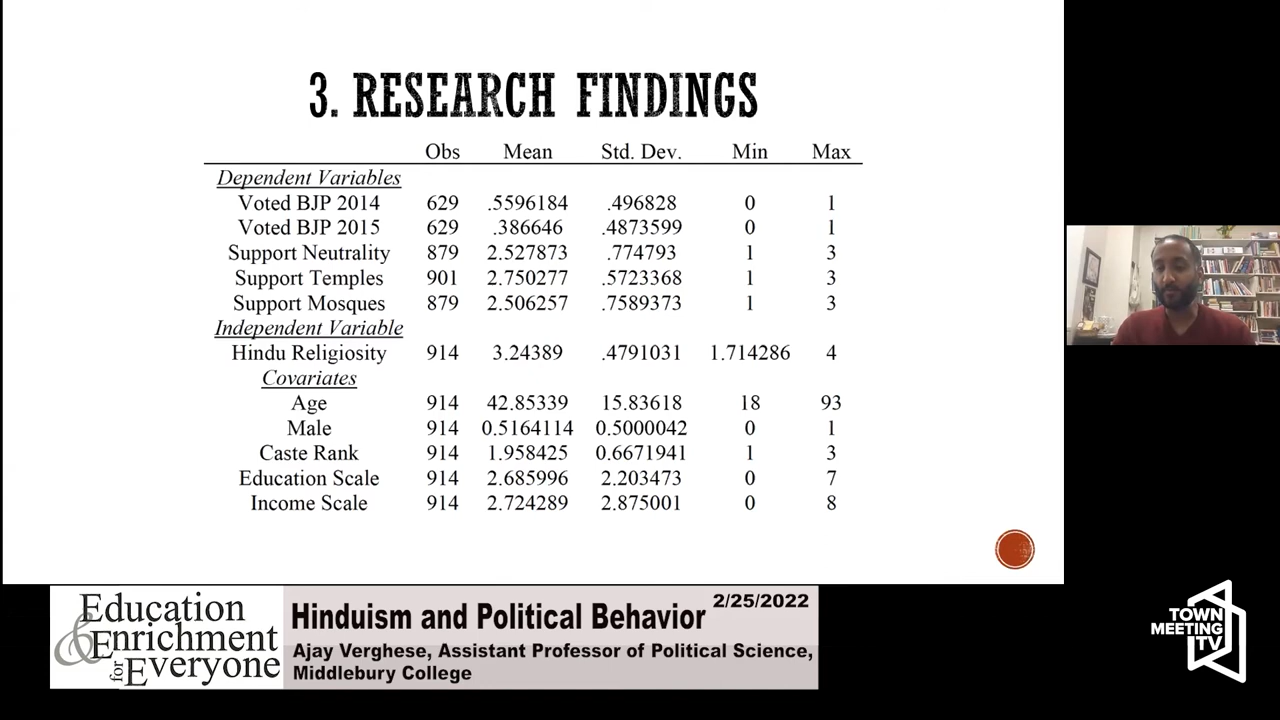 3. RESEARCH FINDINGS
Obs Mean Std. Dev. Min Max
Dependent Variables
Voted BJP 2014 629 .5596184 .496828 0 1
Voted BJP 2015 629 .386646 .4873599 0 1
Support Neutrality 879 2.527873 .774793 1 3
Support Temples 901 2.750277 .5723368 1 3
Support Mosques 879 2.506257 .7589373 1 3
Independent Variable
Hindu Religiosity 914 3.24389 .4791031 1.714286 4
Covariates
Age 914 42.85339 15.83618 18 93
Male 914 0.5164114 0.5000042 0 1
Caste Rank 914 1.958425 0.6671941 1 3
Education Scale 914 2.685996 2.203473 0 7
Income Scale 914 2.724289 2.875001 0 8
Education
& Enrichment
for Everyone
Hinduism and Political Behavior 2/25/2022
Ajay Verghese, Assistant Professor of Political Science,
Middlebury College
TOWN
MEETING
TV